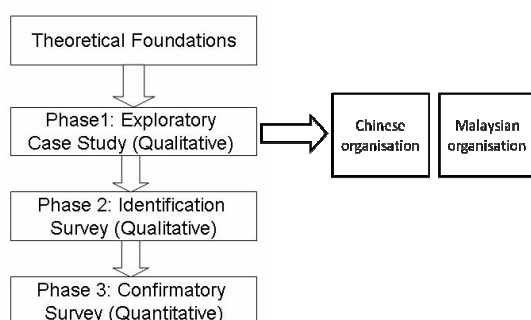 Theoretical Foundations
Phase1: Exploratory
Case Study (Qualitative)
Chinese
organisation
Malaysian
organisation
Phase 2: Identification
Survey (Qualitative)
Phase 3: Confirmatory
Survey (Quantitative)